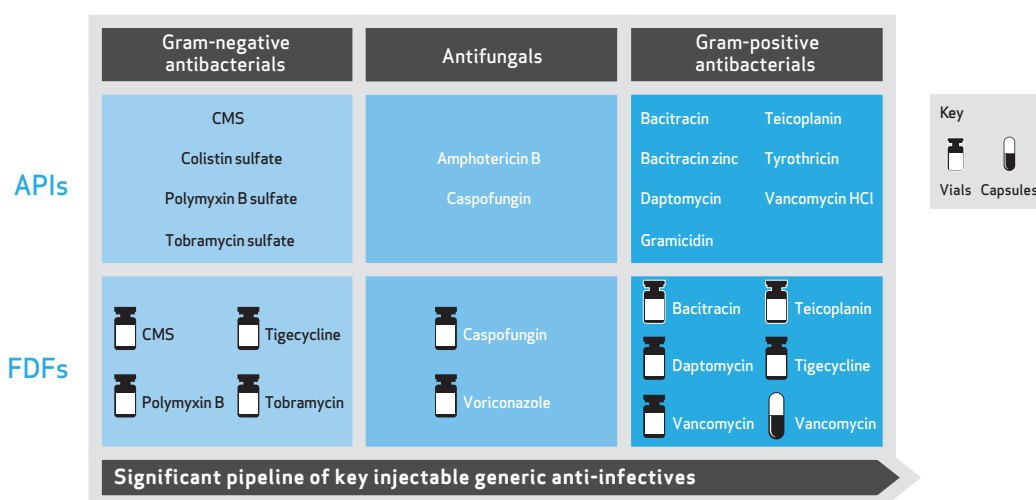 Gram-negative
antibacterials
Antifungals
Gram-positive
antibacterials
APIs
CMS
Colistin sulfate
Polymyxin B sulfate
Tobramycin sulfate
Amphotericin B
Caspofungin
Bacitracin
Teicoplanin
Bacitracin zinc
Tyrothricin
Daptomycin
Vancomycin HCl
Gramicidin
Key
Vials
Capsules
FDFs
CMS
Tigecycline
Polymyxin B
Tobramycin
Caspofungin
Voriconazole
Bacitracin
Teicoplanin
Daptomycin
Tigecycline
Vancomycin
Vancomycin
Significant pipeline of key injectable generic anti-infectives